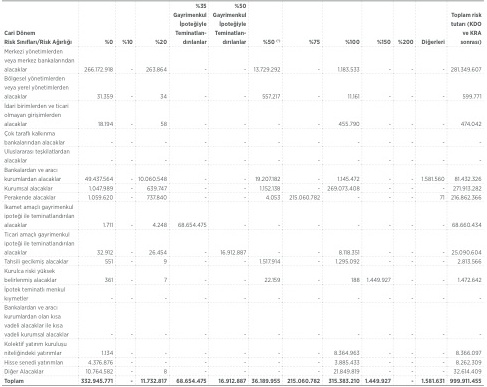 %35 %50
Gayrimenkul Gayrimenkul Toplam risk
İpoteğiyle İpoteğiyle tutarı (KDO
Cari Dönem Teminatlan- Teminatlan- ve KRA
Risk Sınıfları/Risk Ağırlığı %0 %10 %20 dırılanlar dırılanlar %50 %75 %100 %150 %200 Diğerleri sonrası)
Merkezi yönetimlerden
veya merkez bankalarından
alacaklar 266.172.918 - 263.864 - - 13.729.292 - 1.183.533 - - - 281.349.607
Bölgesel yönetimlerden
veya yerel yönetimlerden
alacaklar 31.359 - 34 - - 557.217 - 11.161 - - - 599.771
İdari birimlerden ve ticari
olmayan girişimlerden
alacaklar 18.194 - 58 - - - - 455.790 - - - 474.042
Çok taraflı kalkınma
bankalarından alacaklar - - - - - - - - - - - -
Uluslararası teşkilatlardan
alacaklar - - - - - - - - - - - -
Bankalardan ve aracı
kurumlardan alacaklar 49.437.564 - 10.060.548 - - 19.207.182 - 1.145.472 - - 1.581.560 81.432.326
Kurumsal alacaklar 1.047.989 - 639.747 - - 1.152.138 - 269.073.408 - - - 271.913.282
Perakende alacaklar 1.059.620 - 737.840 - - 4.053 215.060.782 - - - 71 216.862.366
İkamet amaçlı gayrimenkul
ipoteği ile teminatlandırılan
alacaklar 1.711 - 4.248 68.654.475 - - - - - - - 68.660.434
Ticari amaçlı gayrimenkul
ipoteği ile teminatlandırılan
alacaklar 32.912 - 26.454 - 16.912.887 - - 8.118.351 - - - 25.090.604
Tahsili gecikmiş alacaklar 551 - 9 - - 1.517.914 - 1.295.092 - - - 2.813.566
Kurulca riski yüksek
belirlenmiş alacaklar 361 - 7 - - 22.159 - 188 1.449.927 - - 1.472.642
İpotek teminatlı menkul
kıymetler - - - - - - - - - - - -
Bankalardan ve aracı
kurumlardan olan kısa
vadeli alacaklar ile kısa
vadeli kurumsal alacaklar - - - - - - - - - - - -
Kolektif yatırım kuruluşu
niteliğindeki yatırımlar 1.134 - - - - - - 8.364.963 - - - 8.366.097
Hisse senedi yatırımları 4.376.876 - - - - - - 3.885.433 - - - 8.262.309
Diğer Alacaklar 10.764.582 - 8 - - - - 21.849.819 - - - 32.614.409
Toplam 332.945.771 - 11.732.817 68.654.475 16.912.887 36.189.955 215.060.782 315.383.210 1.449.927 - 1.581.631 999.911.455